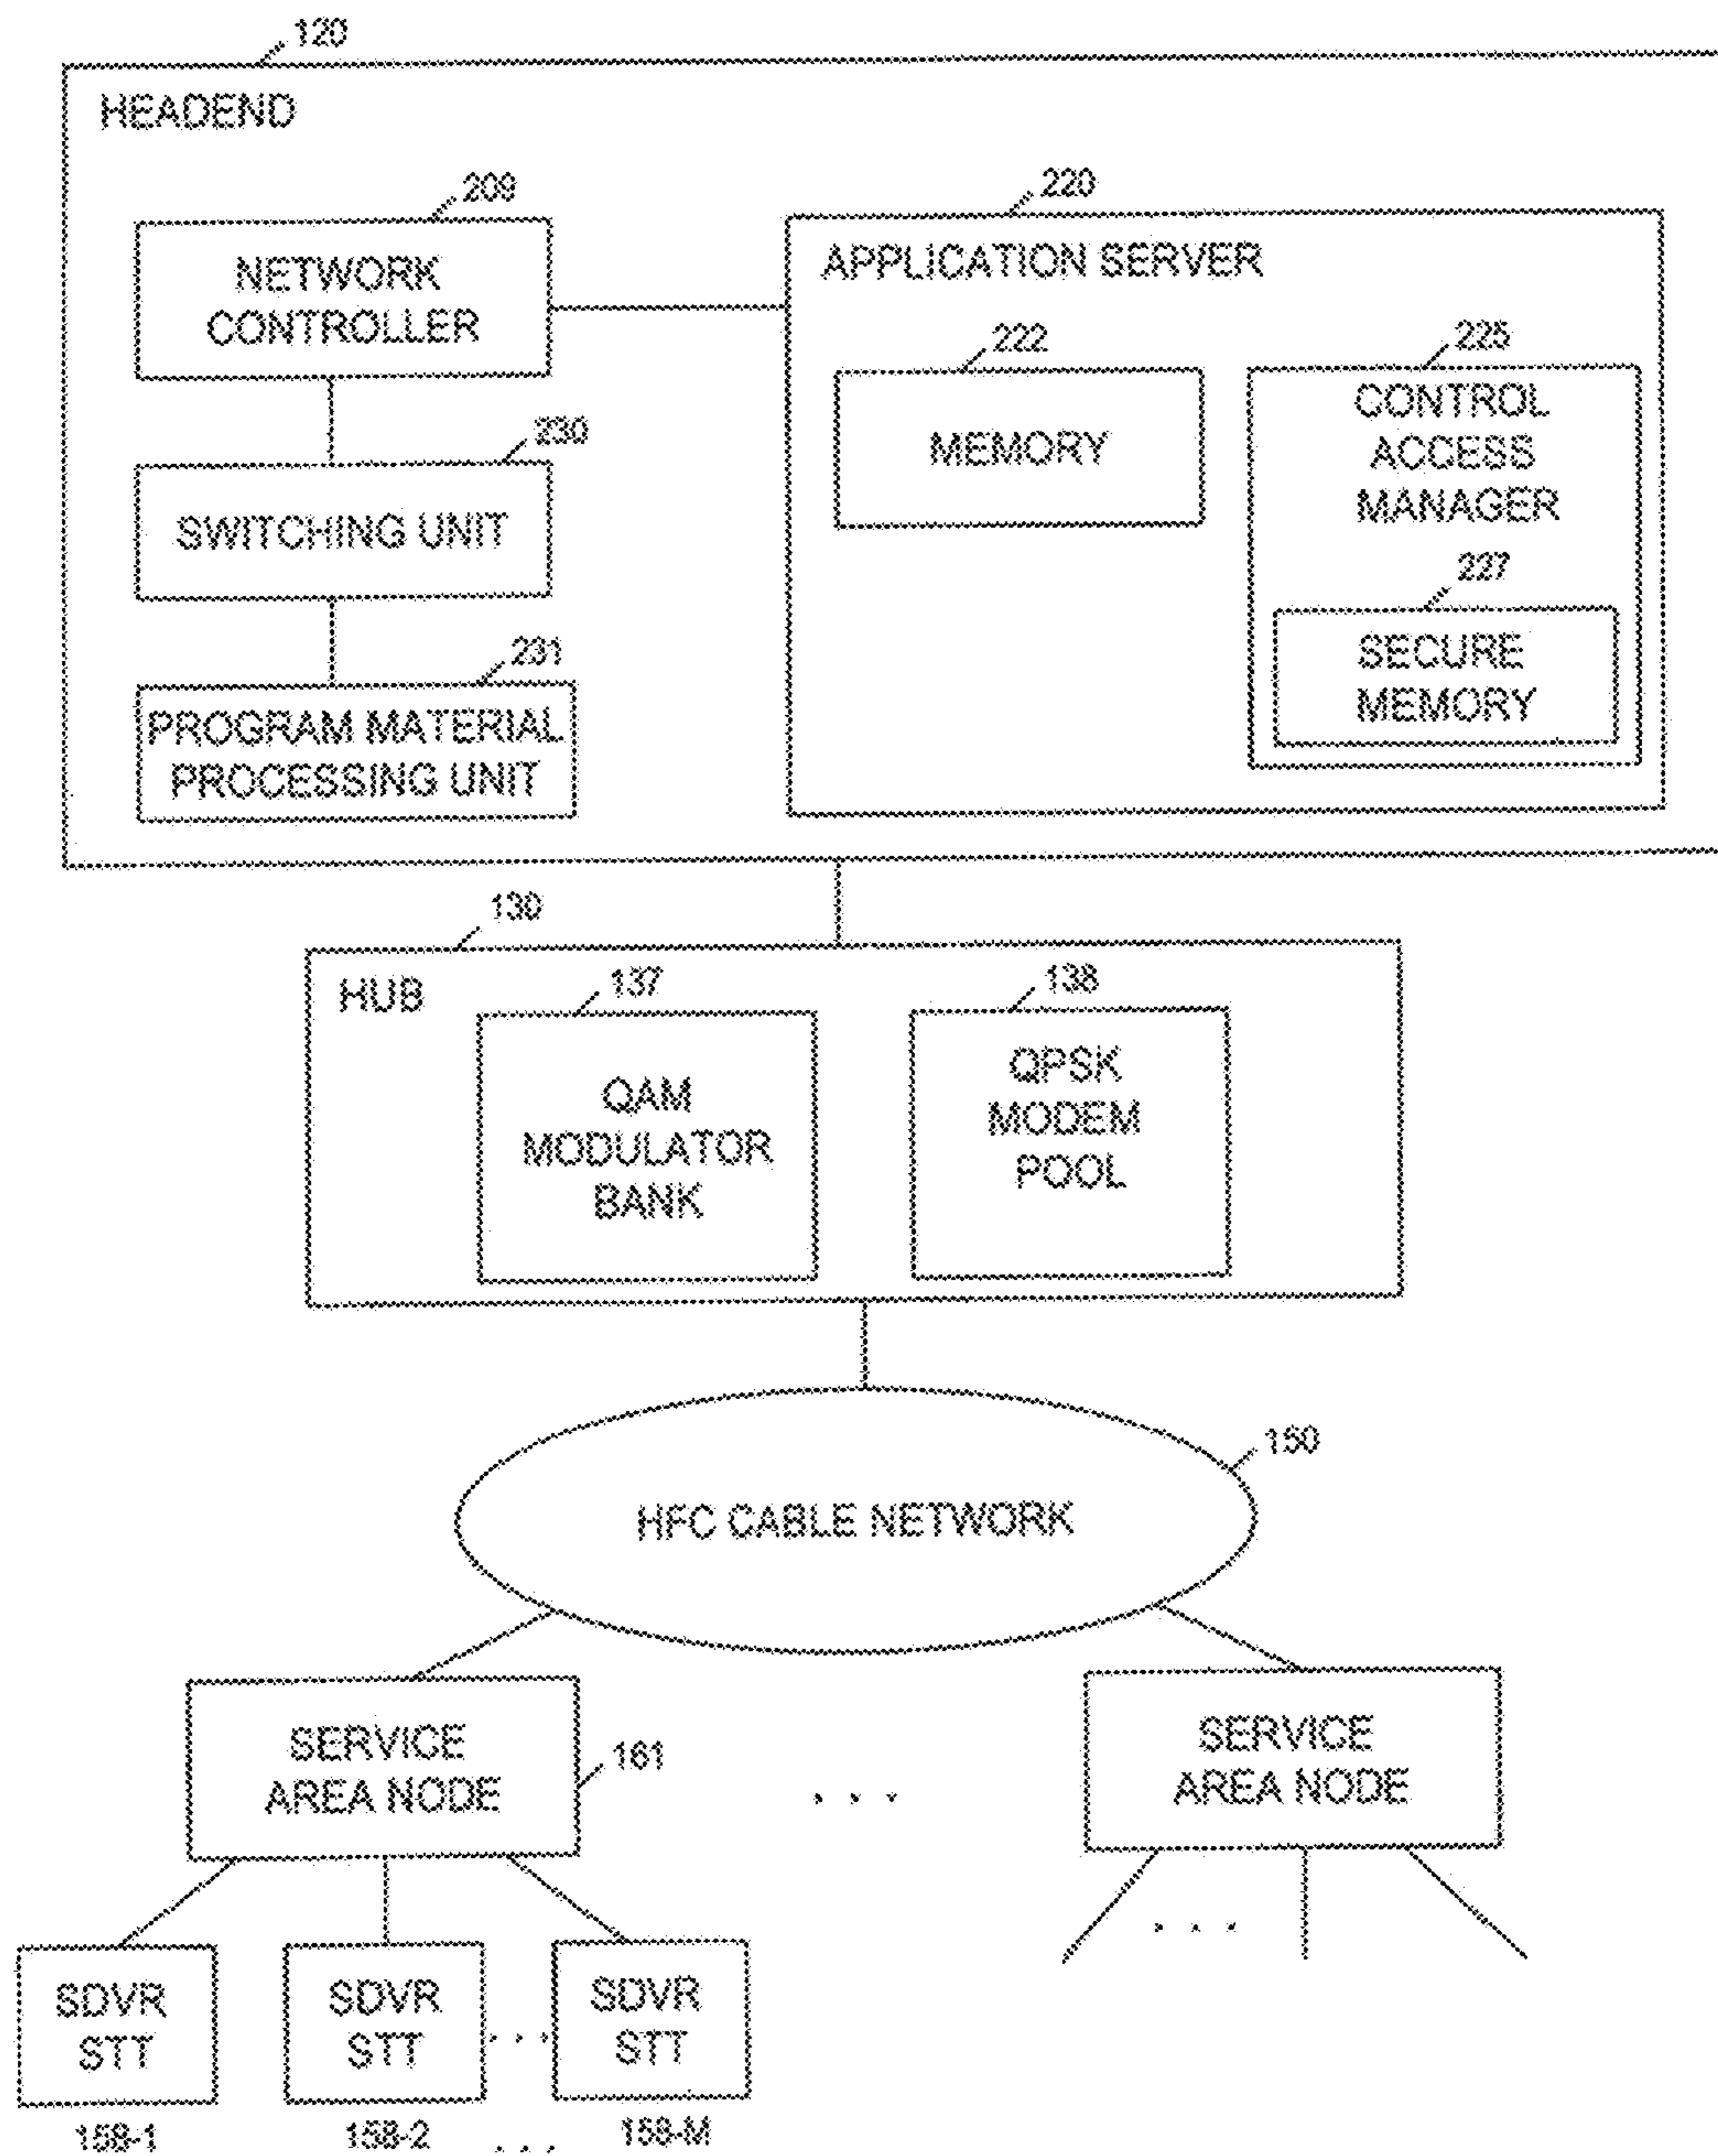 120
HEADEND
209
NETWORK
CONTROLLER
220
APPLICATION SERVER
222
MEMORY
225
CONTROL
ACCESS
MANAGER
227
SECURE
MEMORY
230
SWITCHING UNIT
231
PROGRAM MATERIAL
PROCESSING UNIT
130
HUB
137
QAM
MODULATOR
BANK
138
QPSK
MODEM
POOL
150
HFC CABLE NETWORK
SERVICE
AREA NODE
161
. . .
SERVICE
AREA NODE
. . .
SDVR
STT
SDVR
STT
. . .
SDVR
STT
158-1
158-2
. . .
158-M